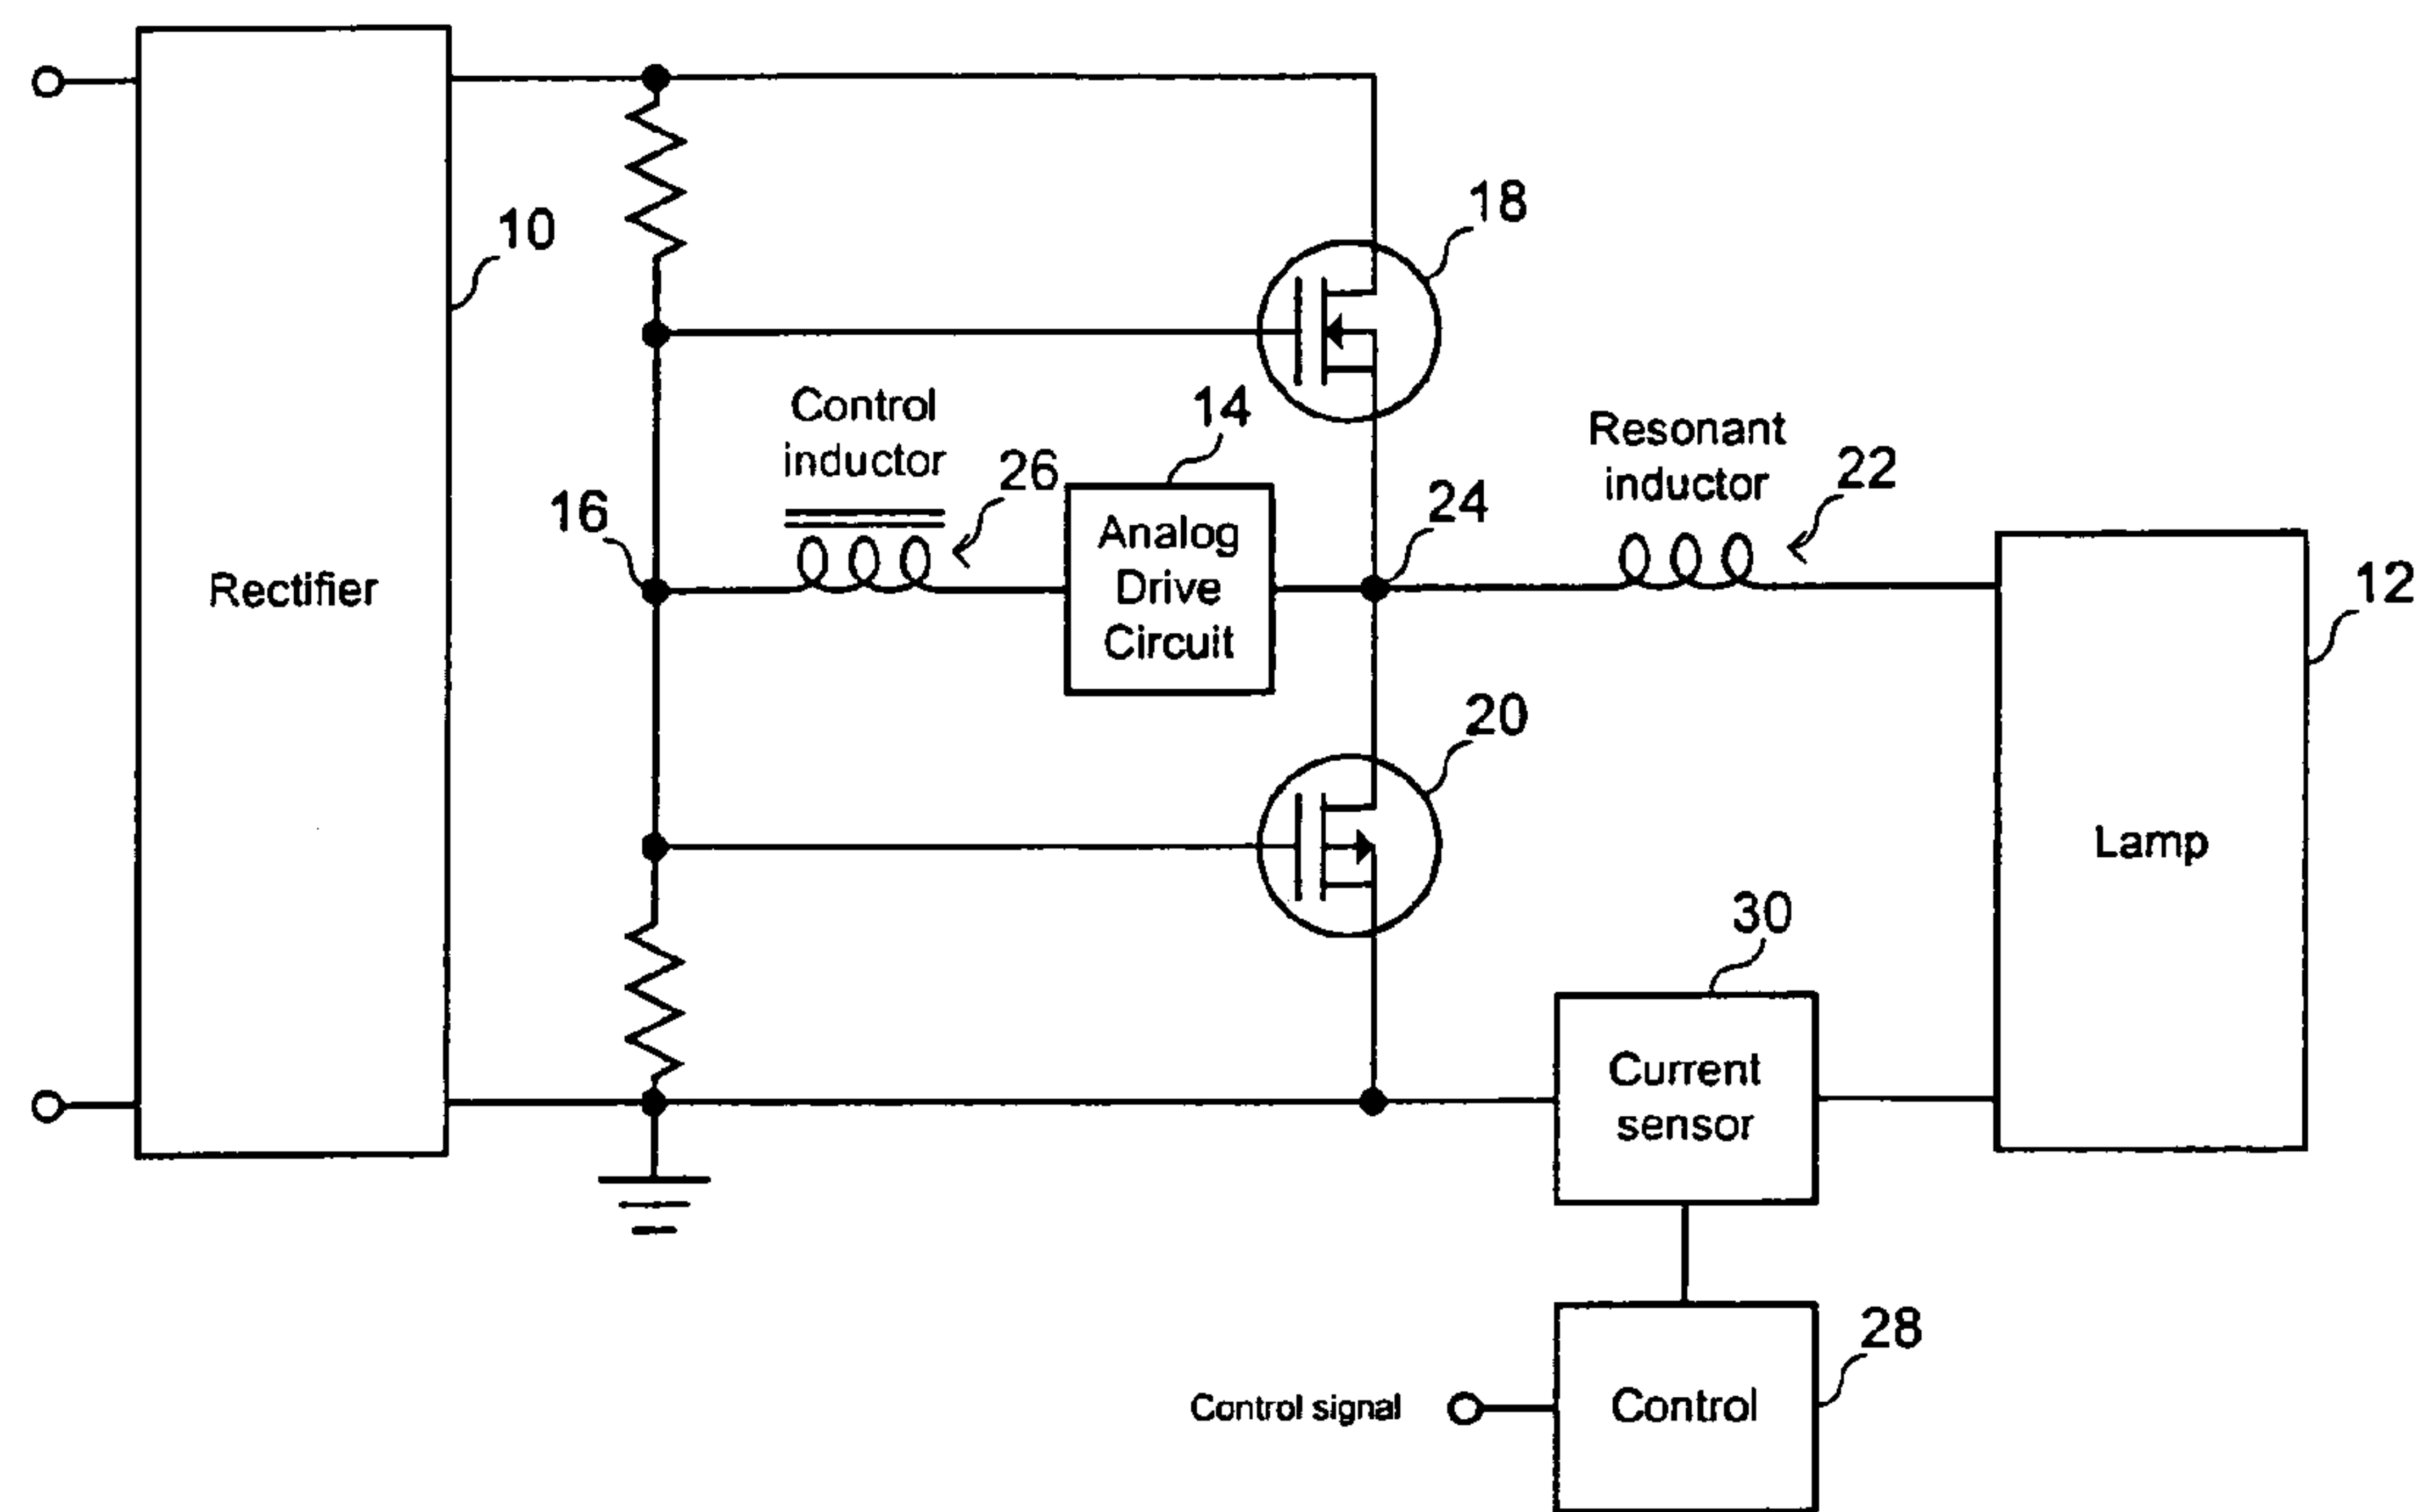 18
10
Control
inductor
14
26
16
Analog
Drive
Circuit
24
Resonant
inductor
22
12
Rectifier
20
Lamp
30
Current
sensor
28
Control
Control signal